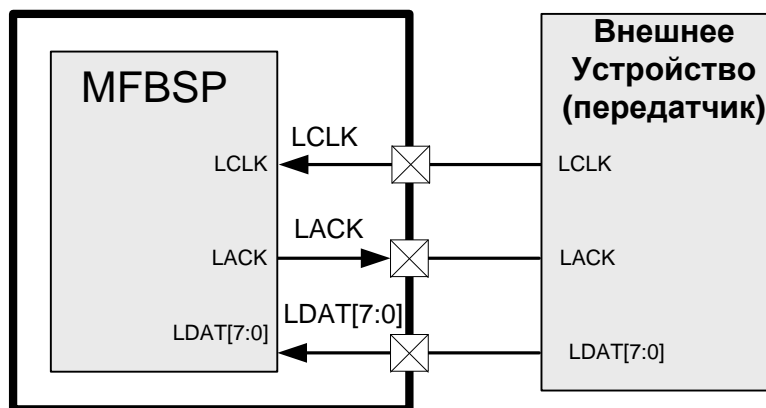 MFBSP
Внешнее
Устройство
(передатчик)
LCLK
LCLK
LCLK
LACK
LACK
LACK
LDAT[7:0]
LDAT[7:0]
LDAT[7:0]